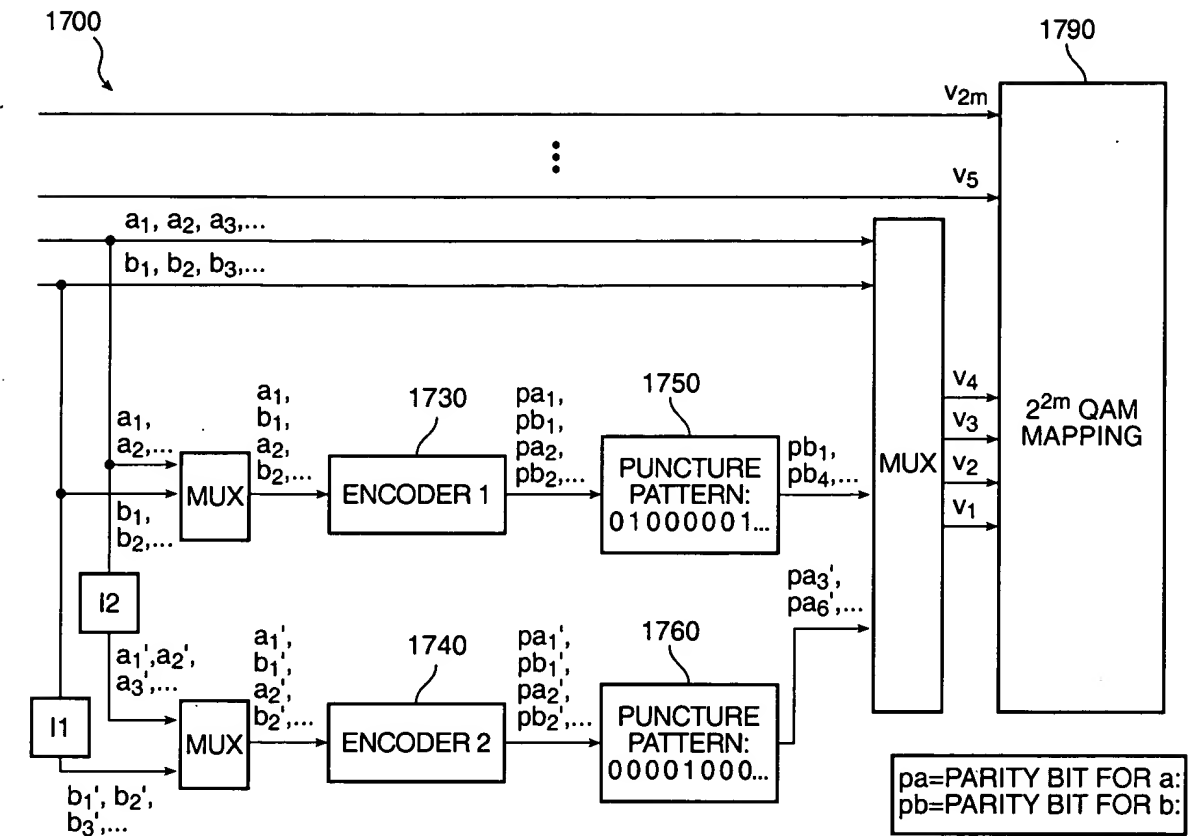 1700
1790
v2m
v5
a1, a2, a3,...
b1, b2, b3,...
v4
v3
v2
v1
2^2m QAM
MAPPING
MUX
a1,
a2,...
b1,
b2,...
MUX
a1,
b1,
a2,
b2,...
1730
ENCODER 1
pa1,
pb1,
pa2,
pb2,...
1750
PUNCTURE
PATTERN:
01000001...
pb1,
pb4,...
I2
a1',a2',
a3',...
I1
b1', b2',
b3',...
MUX
a1',
b1',
a2',
b2',...
1740
ENCODER 2
pa1',
pb1',
pa2',
pb2',...
1760
PUNCTURE
PATTERN:
00001000...
pa3',
pa6',...
pa=PARITY BIT FOR a:
pb=PARITY BIT FOR b: